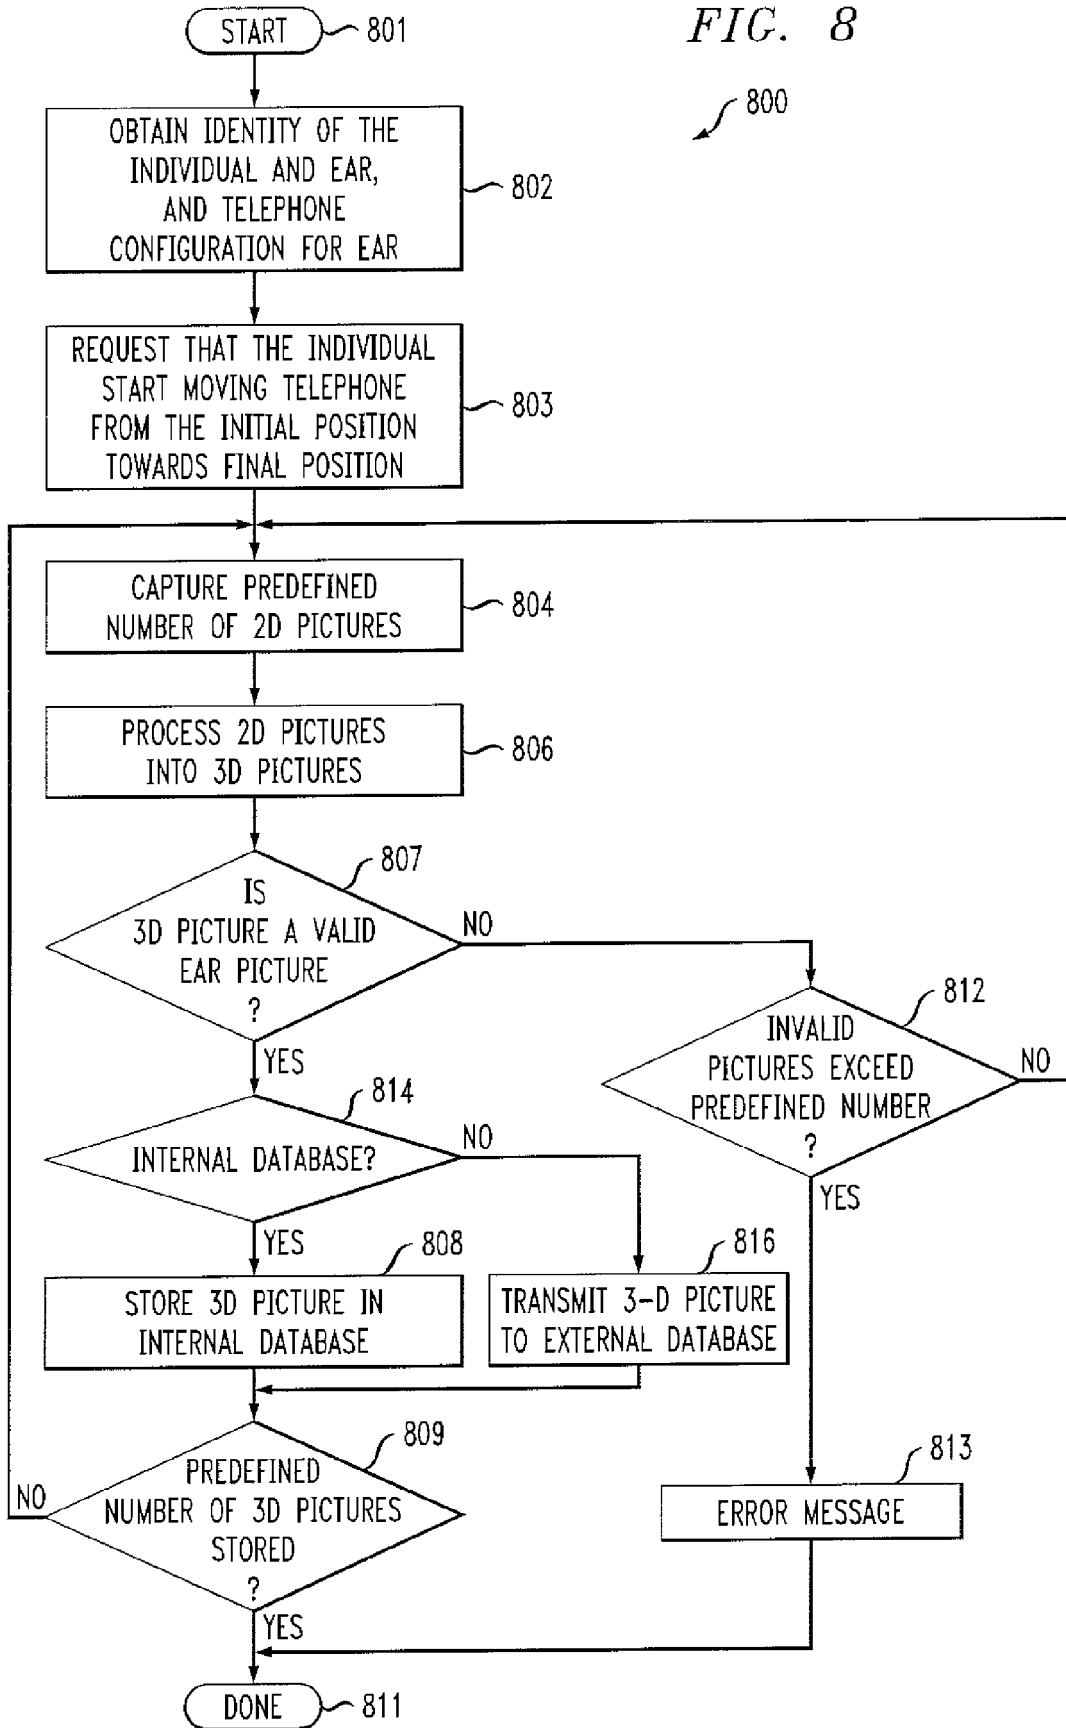 FIG. 8
START
801
800
OBTAIN IDENTITY OF THE
INDIVIDUAL AND EAR,
AND TELEPHONE
CONFIGURATION FOR EAR
802
REQUEST THAT THE INDIVIDUAL
START MOVING TELEPHONE
FROM THE INITIAL POSITION
TOWARDS FINAL POSITION
803
CAPTURE PREDEFINED
NUMBER OF 2D PICTURES
804
PROCESS 2D PICTURES
INTO 3D PICTURES
806
807
IS
3D PICTURE A VALID
EAR PICTURE
?
NO
YES
812
INVALID
PICTURES EXCEED
PREDEFINED NUMBER
?
NO
YES
814
INTERNAL DATABASE?
NO
YES
808
STORE 3D PICTURE IN
INTERNAL DATABASE
816
TRANSMIT 3-D PICTURE
TO EXTERNAL DATABASE
809
PREDEFINED
NUMBER OF 3D PICTURES
STORED
?
NO
YES
813
ERROR MESSAGE
DONE
811